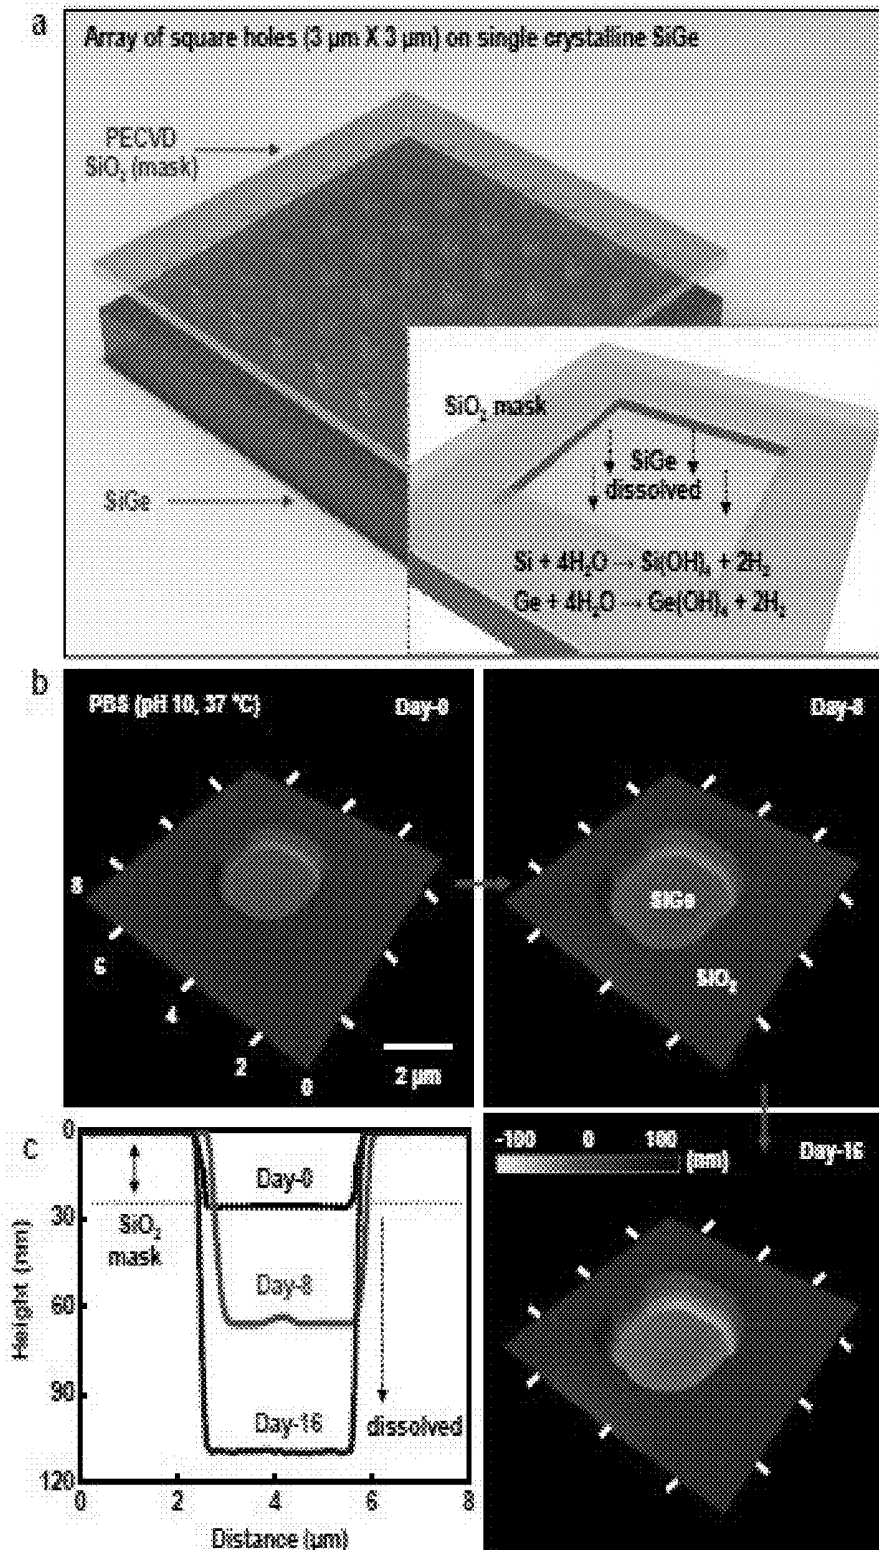 a
Array of square holes (3 μm X 3 μm) on single crystalline SiGe
PECVD
SiO₂ (mask)
SiGe
SiO₂ mask
SiGe
dissolved
Si + 4H₂O → Si(OH)₄ + 2H₂
Ge + 4H₂O → Ge(OH)₄ + 2H₂
b
PBS (pH 10, 37 °C)
Day-0
8
6
4
2
0
2 μm
Day-8
SiGe
SiO₂
-100 0 100
(nm)
Day-16
c
Height (nm)
0
30
60
90
120
SiO₂
mask
Day-0
Day-8
Day-16
dissolved
0 2 4 6 8
Distance (μm)